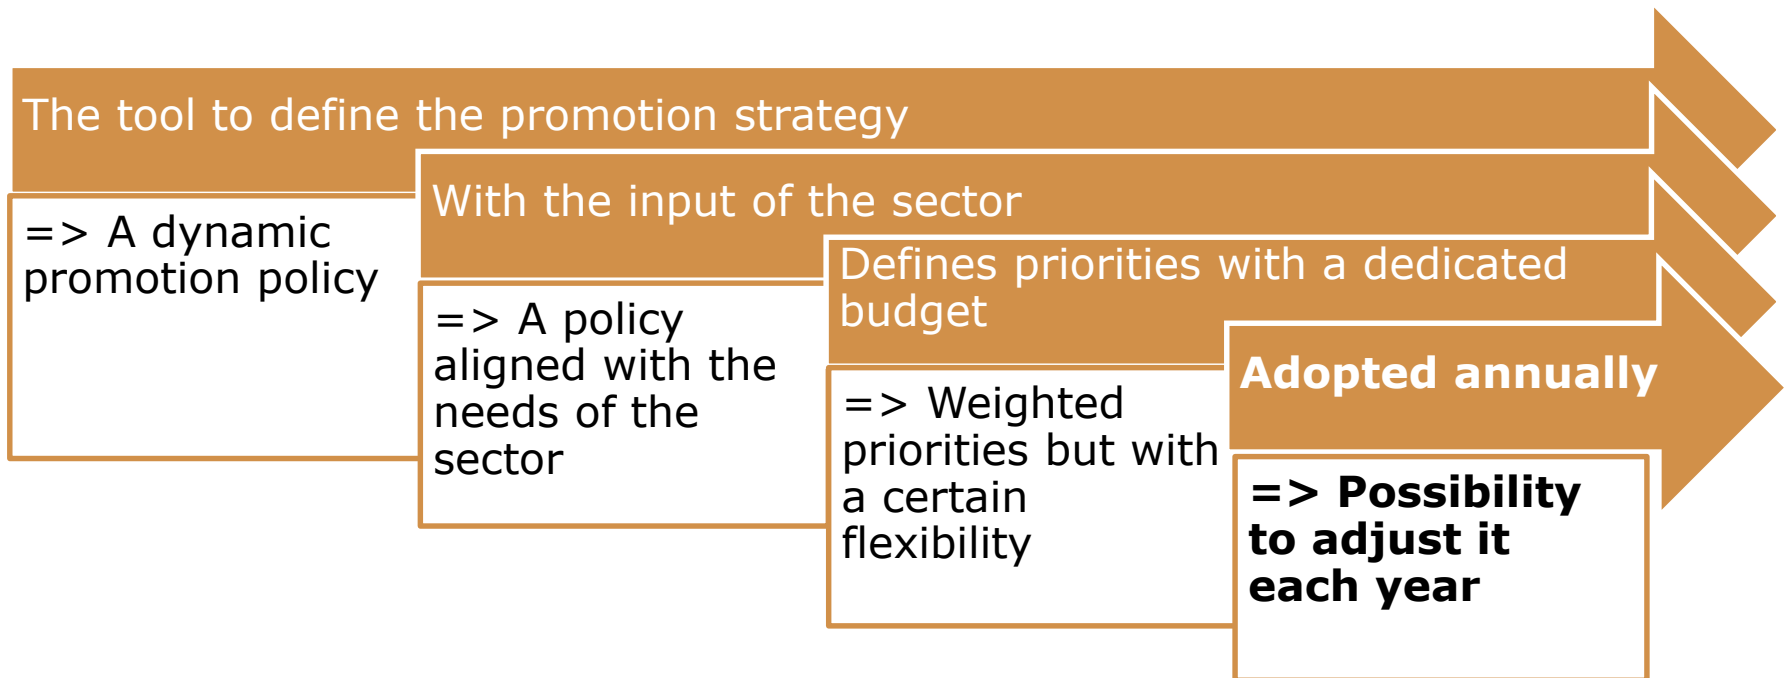 The tool to define the promotion strategy
=> A dynamic
promotion policy
With the input of the sector
=> A policy
aligned with the
needs of the
sector
Defines priorities with a dedicated
budget
=> Weighted
priorities but with
a certain
flexibility
Adopted annually
=> Possibility
to adjust it
each year